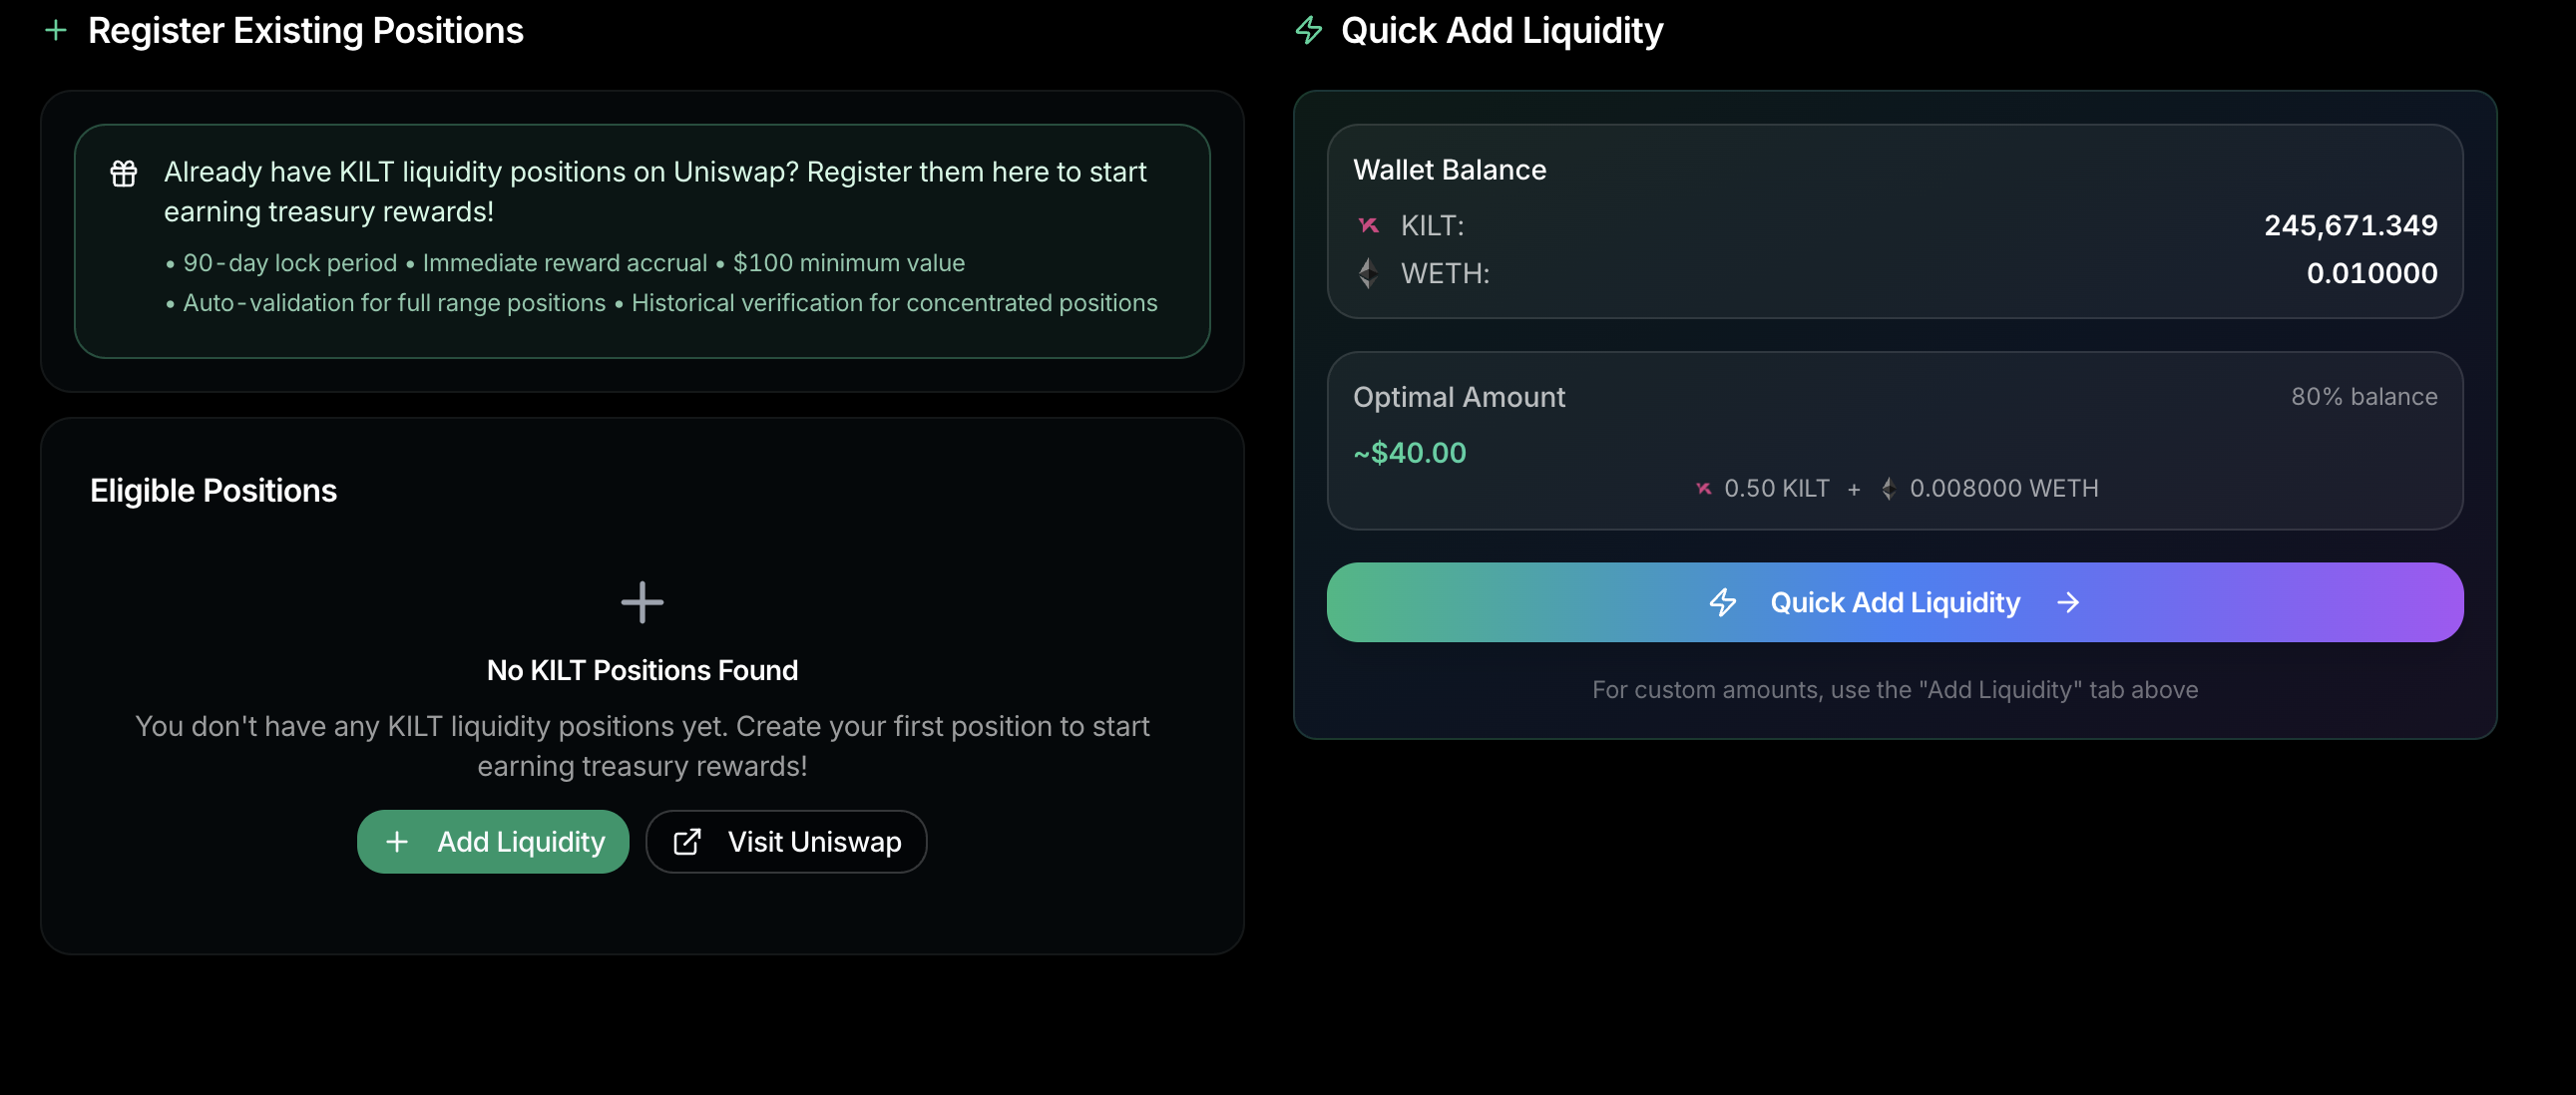 Register Existing Positions
Already have KILT liquidity positions on Uniswap? Register them here to start
earning treasury rewards!
• 90-day lock period • Immediate reward accrual • $100 minimum value
• Auto-validation for full range positions • Historical verification for concentrated positions
Eligible Positions
No KILT Positions Found
You don't have any KILT liquidity positions yet. Create your first position to start
earning treasury rewards!
Add Liquidity
Visit Uniswap
Quick Add Liquidity
Wallet Balance
KILT: 245,671.349
WETH: 0.010000
Optimal Amount 80% balance
~$40.00
0.50 KILT + 0.008000 WETH
Quick Add Liquidity
For custom amounts, use the "Add Liquidity" tab above